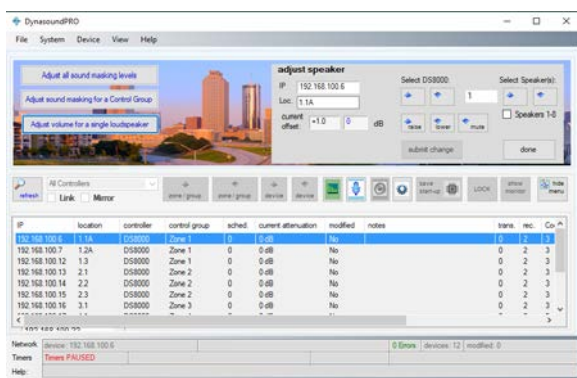 DynasoundPRO
File System Device View Help
Adjust all sound masking levels
Adjust sound masking for a Control Group
Adjust volume for a single loudspeaker
adjust speaker
IP 192.168.100.6
Loc. 1.1A
current offset: +1.0 0 dB
Select DS8000:
1
raise lower mute
submit change
Select Speaker(s):
Speakers 1-8
done
refresh
All Controllers
Link Mirror
zone / group zone / group device device
save start-up
LOCK
show monitor
hide menu
IP location controller control group sched. current attenuation modified notes trans. rec. Co
192.168.100.6 1.1A DS8000 Zone 1 0 0 dB No 0 2 3
192.168.100.7 1.2A DS8000 Zone 1 0 0 dB No 0 2 3
192.168.100.12 1.3 DS8000 Zone 1 0 0 dB No 0 2 3
192.168.100.13 2.1 DS8000 Zone 2 0 0 dB No 0 2 3
192.168.100.14 2.2 DS8000 Zone 2 0 0 dB No 0 2 3
192.168.100.15 2.3 DS8000 Zone 2 0 0 dB No 0 2 3
192.168.100.16 3.1 DS8000 Zone 3 0 0 dB No 0 2 3
Network device: 192.168.100.6 0 Errors devices: 12 modified: 0
Timers Timers PAUSED
Help: